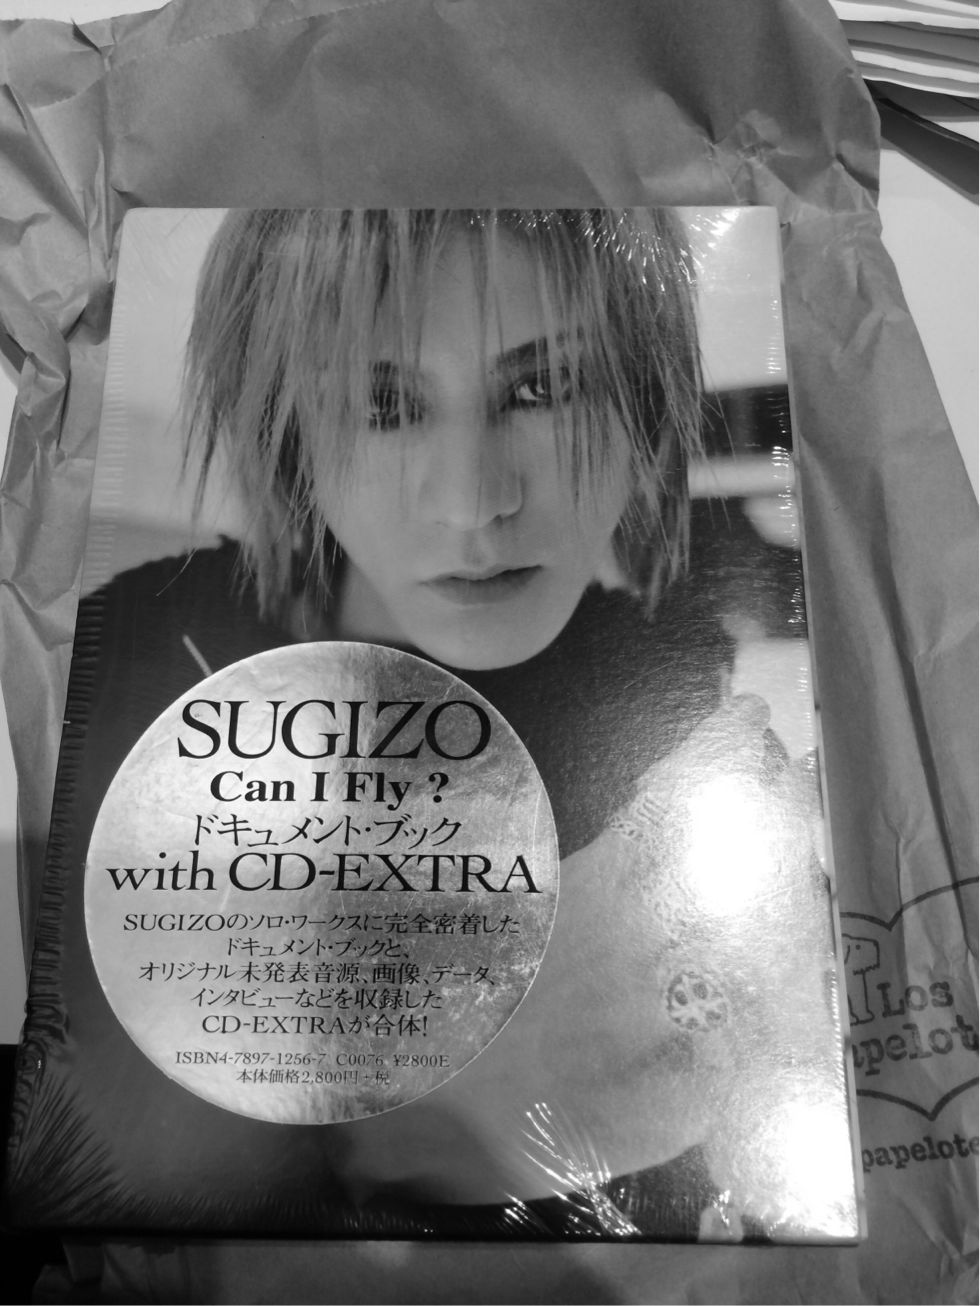 SUGIZO
Can I Fly ?
ドキュメント・ブック
with CD-EXTRA
SUGIZOのソロ・ワークスに完全密着した
ドキュメント・ブックと、
オリジナル未発表音源、画像、データ、
インタビューなどを収録した
CD-EXTRAが合体!
ISBN4-7897-1256-7 C0076 ¥2800E
本体価格2,800円+税
Los
papelot
papelote